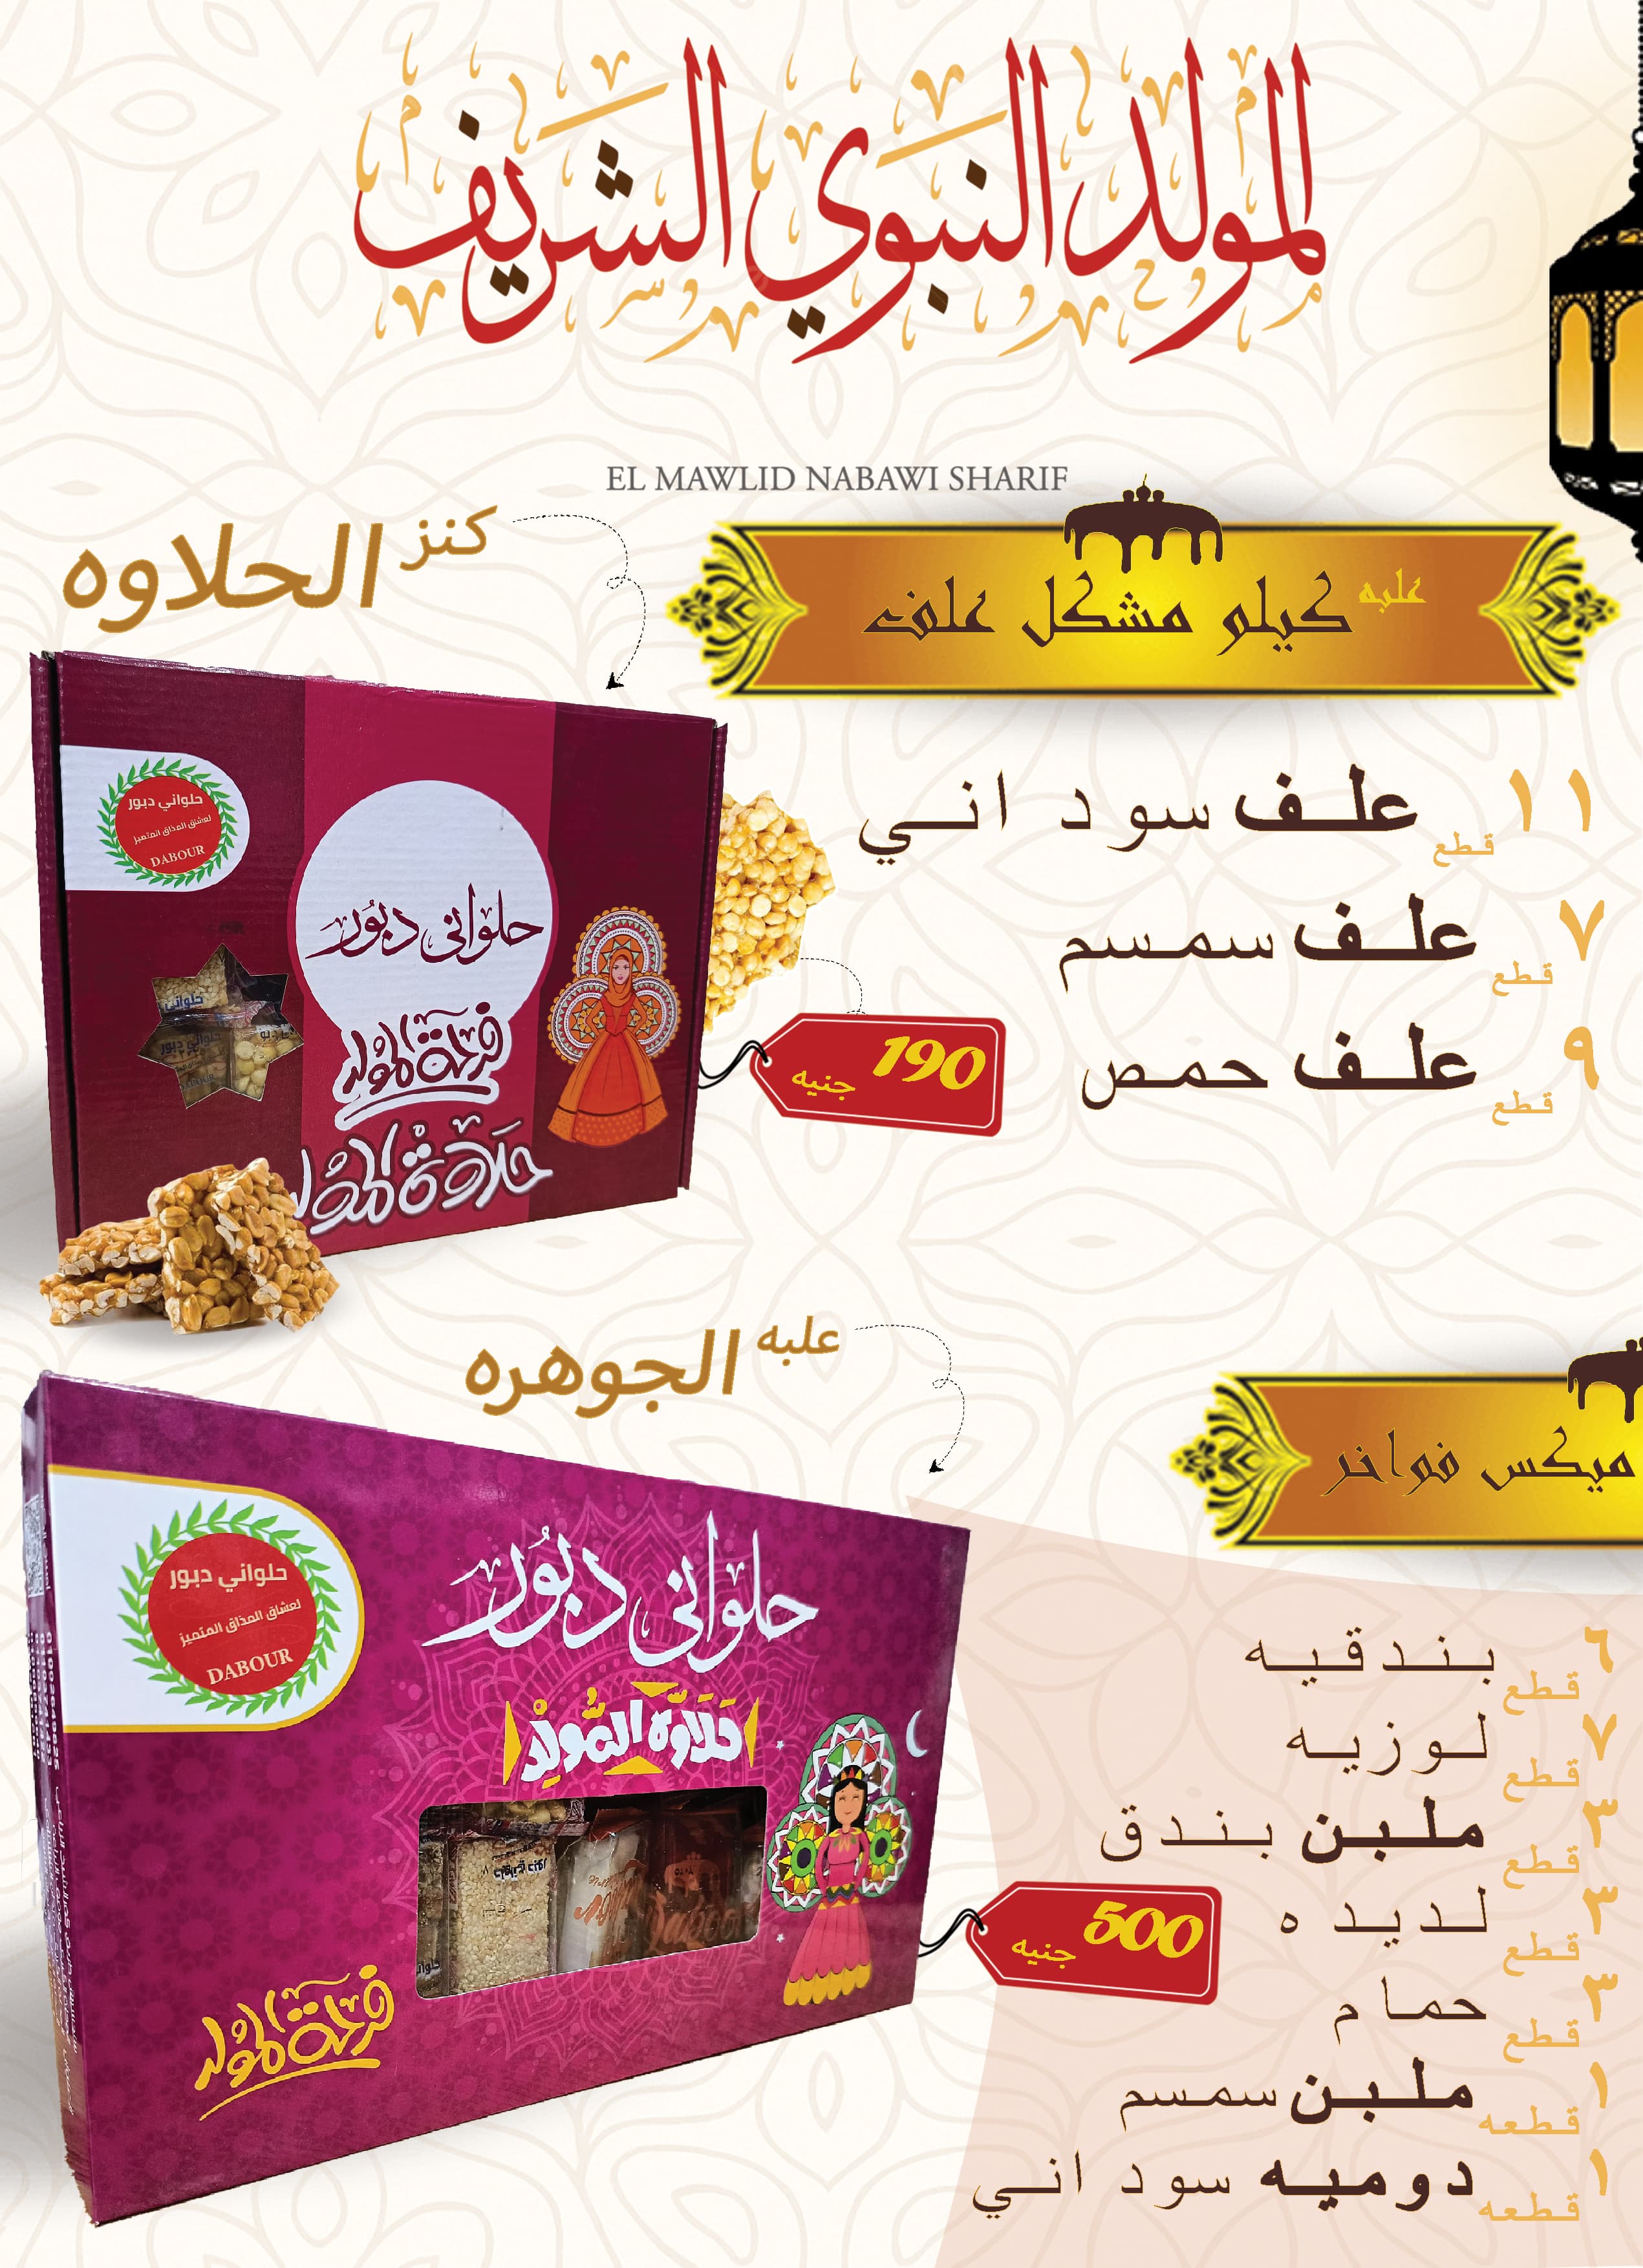 المولد النبوي الشريف
EL MAWLID NABAWI SHARIF
كنز الحلاوه
علبه كيلو مشكل علف
١١ قطع علف سوداني
٧ قطع علف سمسم
٩ قطع علف حمص
190 جنيه
حلواني دبور
لعشاق المذاق المتميز
DABOUR
حلواني دبور
فرحة المولد
حلاوة المولد
علبه الجوهره
ميكس فواخر
٦ قطع بندقيه
٧ قطع لوزيه
٣ قطع ملبن بندق
٣ قطع لديده
٣ قطع حمام
١ قطعه ملبن سمسم
١ قطعه دوميه سوداني
500 جنيه
حلواني دبور
لعشاق المذاق المتميز
DABOUR
حلواني دبور
حلاوة المولد
فرحة المولد